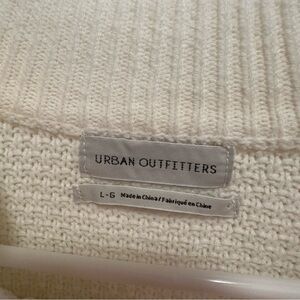 URBAN OUTFITTERS
L-G Made in China / Fabriqué en Chine